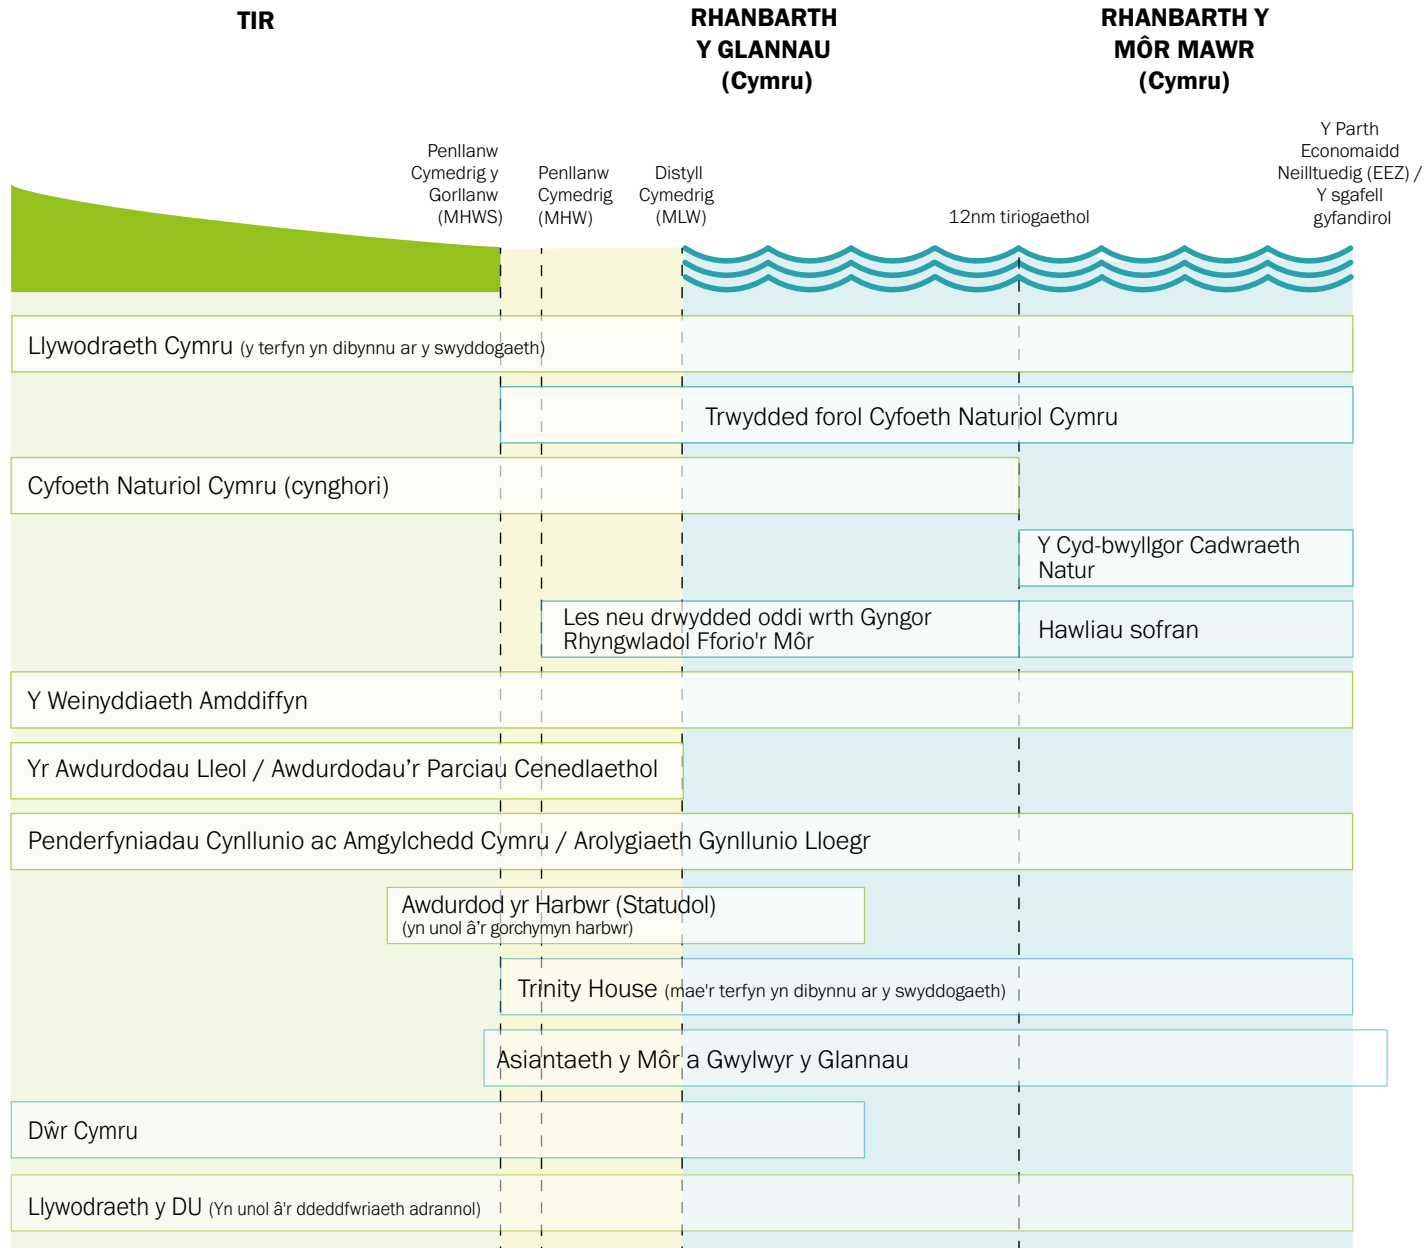 TIR
RHANBARTH
Y GLANNAU
(Cymru)
RHANBARTH Y
MÔR MAWR
(Cymru)
Penllanw
Cymedrig y
Gorllanw
(MHWS)
Penllanw
Cymedrig
(MHW)
Distyll
Cymedrig
(MLW)
12nm tiriogaethol
Y Parth
Economaidd
Neilltuedig (EEZ) /
Y sgafell
gyfandirol
Llywodraeth Cymru (y terfyn yn dibynnu ar y swyddogaeth)
Trwydded forol Cyfoeth Naturiol Cymru
Cyfoeth Naturiol Cymru (cynghori)
Y Cyd-bwyllgor Cadwraeth
Natur
Les neu drwydded oddi wrth Gyngor
Rhyngwladol Fforio'r Môr
Hawliau sofran
Y Weinyddiaeth Amddiffyn
Yr Awdurdodau Lleol / Awdurdodau’r Parciau Cenedlaethol
Penderfyniadau Cynllunio ac Amgylchedd Cymru / Arolygiaeth Gynllunio Lloegr
Awdurdod yr Harbwr (Statudol)
(yn unol â’r gorchymyn harbwr)
Trinity House (mae'r terfyn yn dibynnu ar y swyddogaeth)
Asiantaeth y Môr a Gwylwyr y Glannau
Dŵr Cymru
Llywodraeth y DU (Yn unol â'r ddeddfwriaeth adrannol)